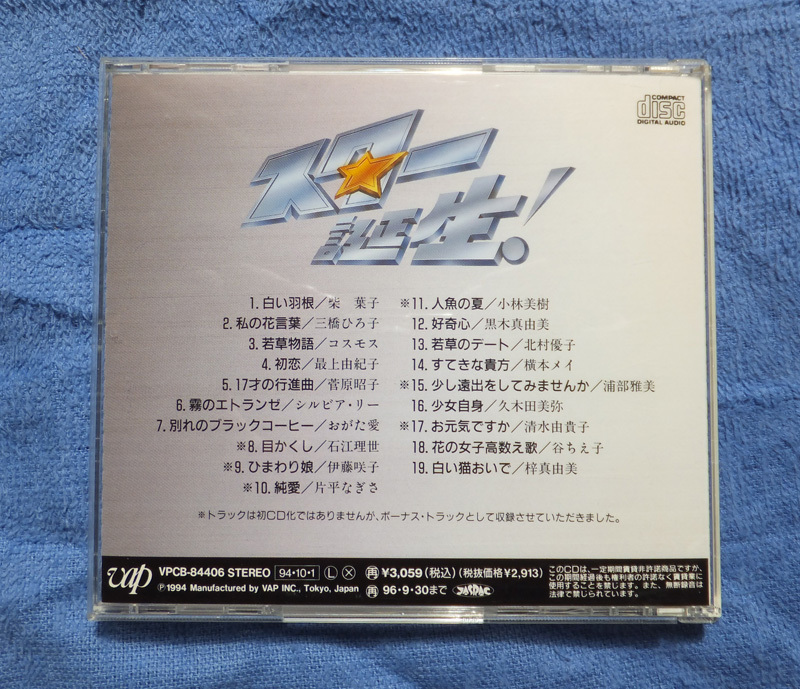 COMPACT
disc
DIGITAL AUDIO
スター
誕生!
1. 白い羽根／柴 葉子
2. 私の花言葉／三橋ひろ子
3. 若草物語／コスモス
4. 初恋／最上由紀子
5. 17才の行進曲／菅原昭子
6. 霧のエトランゼ／シルビア・リー
7. 別れのブラックコーヒー／おがた愛
※8. 目かくし／石江理世
※9. ひまわり娘／伊藤咲子
※10. 純愛／片平なぎさ
※11. 人魚の夏／小林美樹
12. 好奇心／黒木真由美
13. 若草のデート／北村優子
14. すてきな貴方／横本メイ
※15. 少し遠出をしてみませんか／浦部雅美
16. 少女自身／久木田美弥
※17. お元気ですか／清水由貴子
18. 花の女子高数え歌／谷ちえ子
19. 白い猫おいで／梓真由美
※トラックは初CD化ではありませんが、ボーナス・トラックとして収録させていただきました。
vap
VPCB-84406 STEREO 94・10・1 Ⓛ Ⓧ 再 ¥3,059(税込)(税抜価格¥2,913)
Ⓟ1994 Manufactured by VAP INC., Tokyo, Japan 再 96・9・30まで JASRAC
このCDは、一定期間賃貸非許諾商品ですが、
この期間経過後も権利者の許諾なく賃貸業に
使用することを禁じます。また、無断録音は
法律で禁じられています。